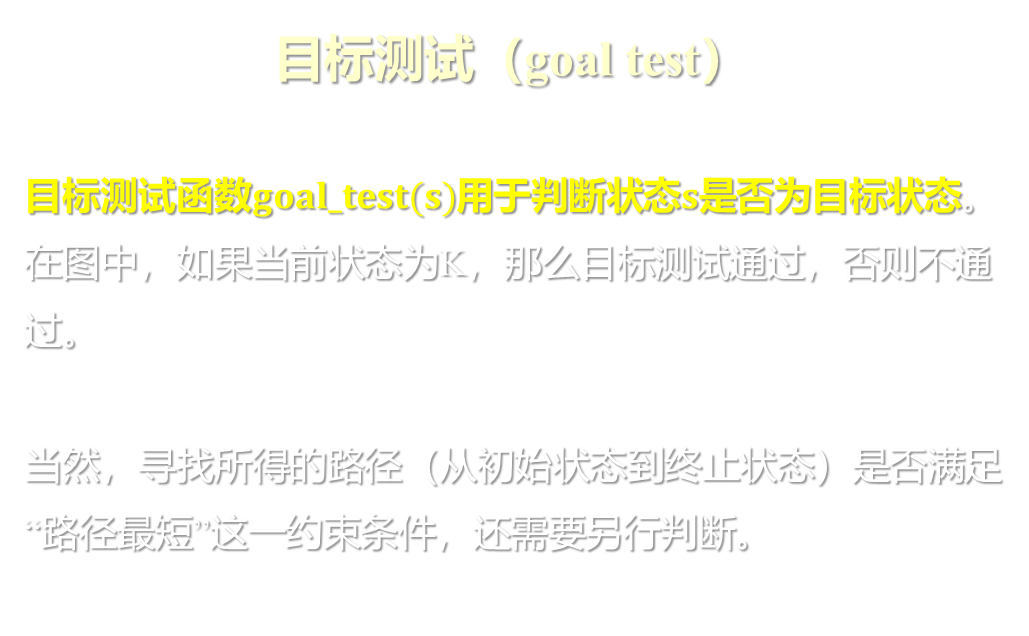 目标测试（goal test）
目标测试函数goal_test(s)用于判断状态s是否为目标状态。
在图中，如果当前状态为K，那么目标测试通过，否则不通
过。
当然，寻找所得的路径（从初始状态到终止状态）是否满足
“路径最短”这一约束条件，还需要另行判断。